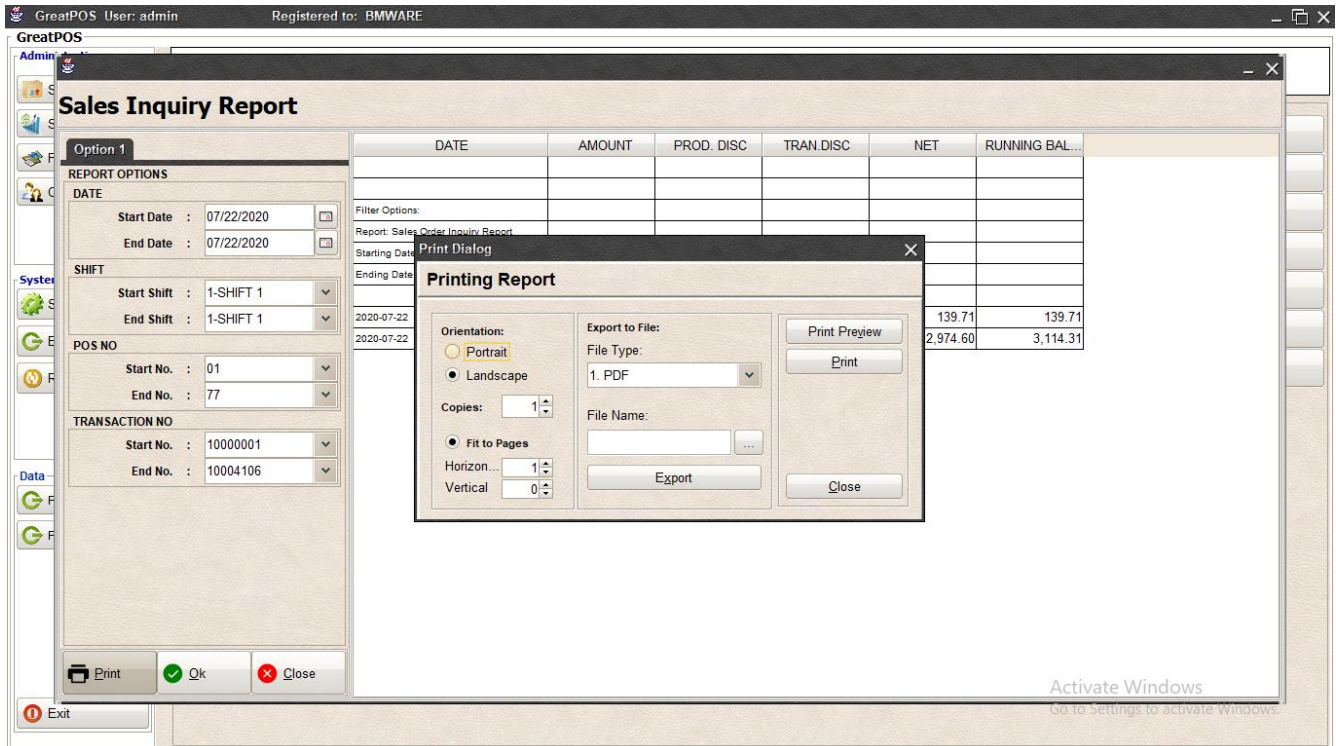 GreatPOS User: admin Registered to: BMWARE
GreatPOS
Sales Inquiry Report
Option 1
REPORT OPTIONS
DATE
Start Date : 07/22/2020
End Date : 07/22/2020
SHIFT
Start Shift : 1-SHIFT 1
End Shift : 1-SHIFT 1
POS NO
Start No. : 01
End No. : 77
TRANSACTION NO
Start No. : 10000001
End No. : 10004106
Print Ok Close
DATE AMOUNT PROD. DISC TRAN.DISC NET RUNNING BAL...
Filter Options:
Report: Sales Order Inquiry Report
Starting Date
Ending Date
2020-07-22 139.71 139.71
2020-07-22 2,974.60 3,114.31
Print Dialog
Printing Report
Orientation:
Portrait
Landscape
Copies: 1
Fit to Pages
Horizon... 1
Vertical 0
Export to File:
File Type:
1. PDF
File Name:
...
Export
Print Preview
Print
Close
Data
Exit
Activate Windows
Go to Settings to activate Windows.